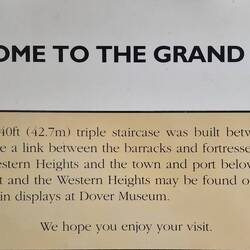 OME TO THE GRAND
40ft (42.7m) triple staircase was built betw
e a link between the barracks and fortresse
estern Heights and the town and port below
t and the Western Heights may be found o
in displays at Dover Museum.
We hope you enjoy your visit.